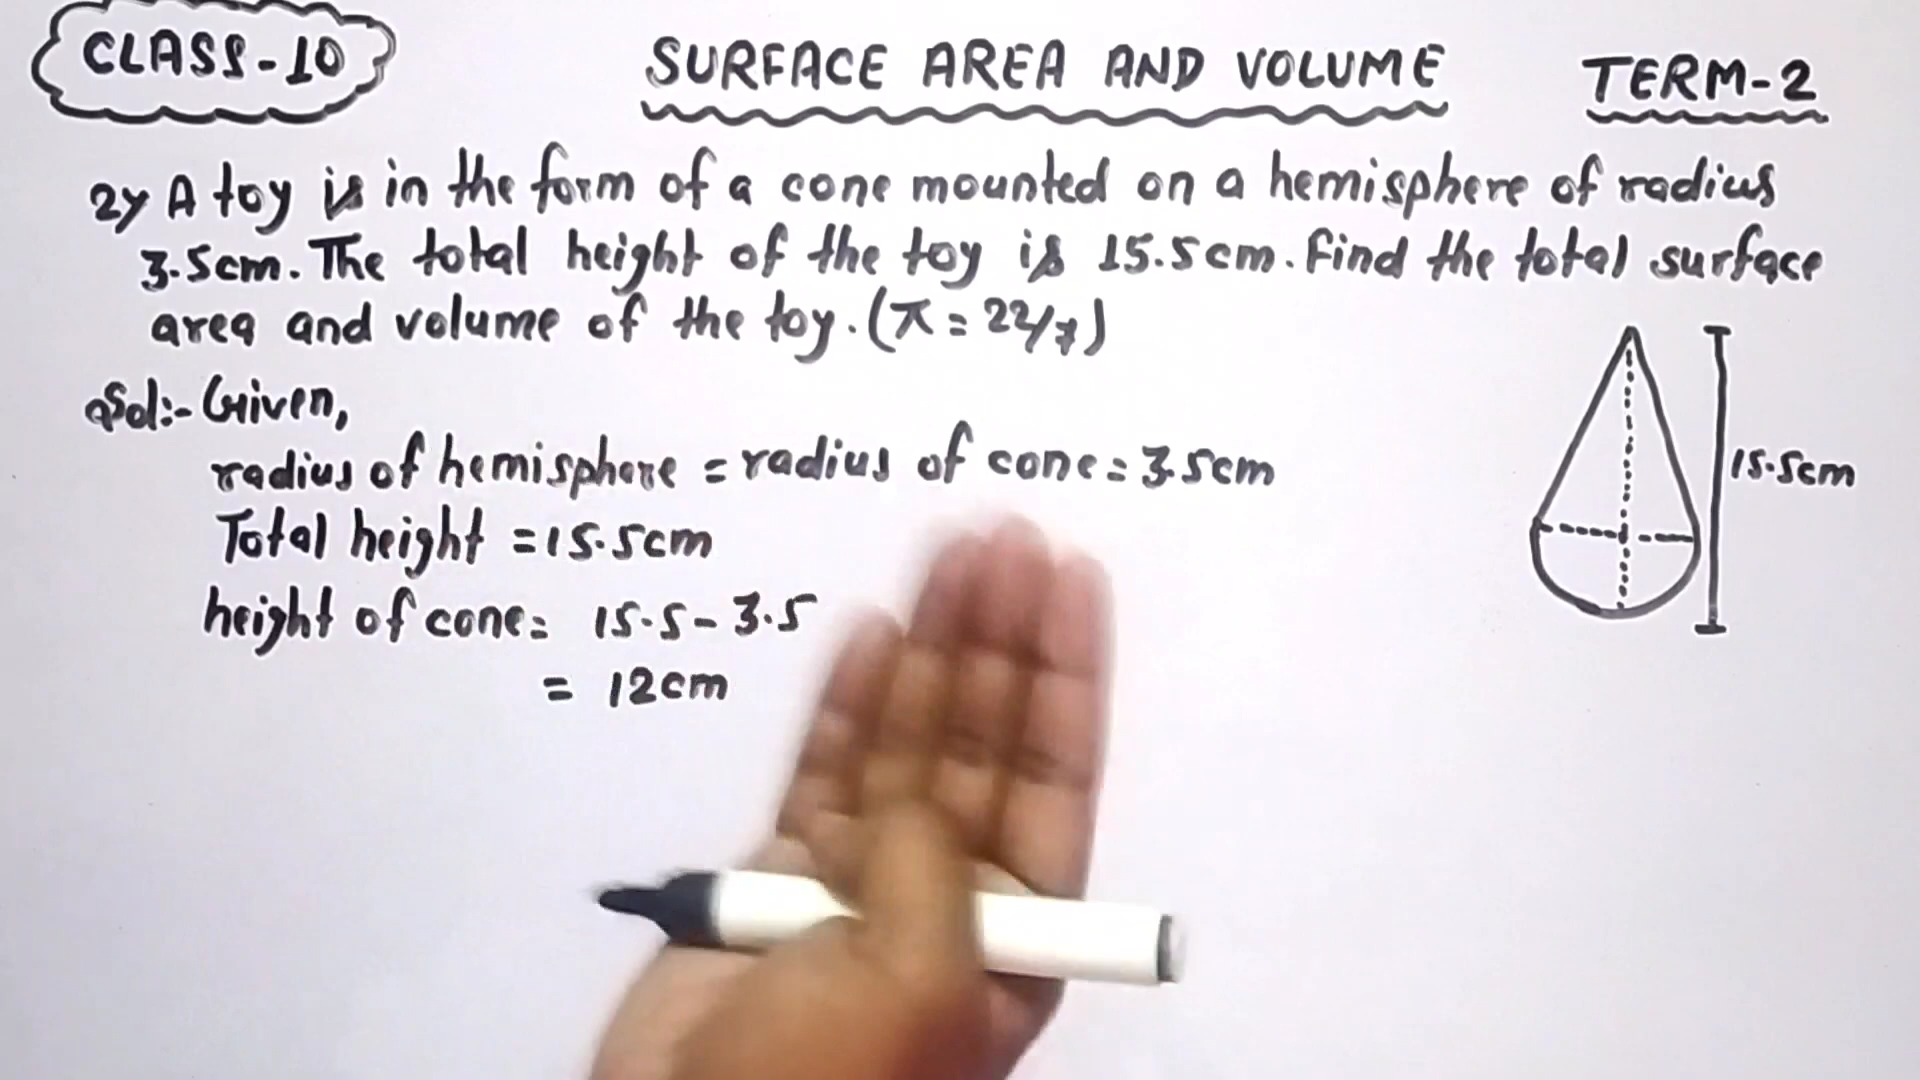 CLASS-10
SURFACE AREA AND VOLUME
TERM-2
2y A toy is in the form of a cone mounted on a hemisphere of radius
3.5cm. The total height of the toy is 15.5cm. Find the total surface
area and volume of the toy. (π = 22/7)
Sol:- Given,
radius of hemisphere = radius of cone = 3.5cm
Total height = 15.5cm
height of cone = 15.5 - 3.5
= 12cm
15.5cm